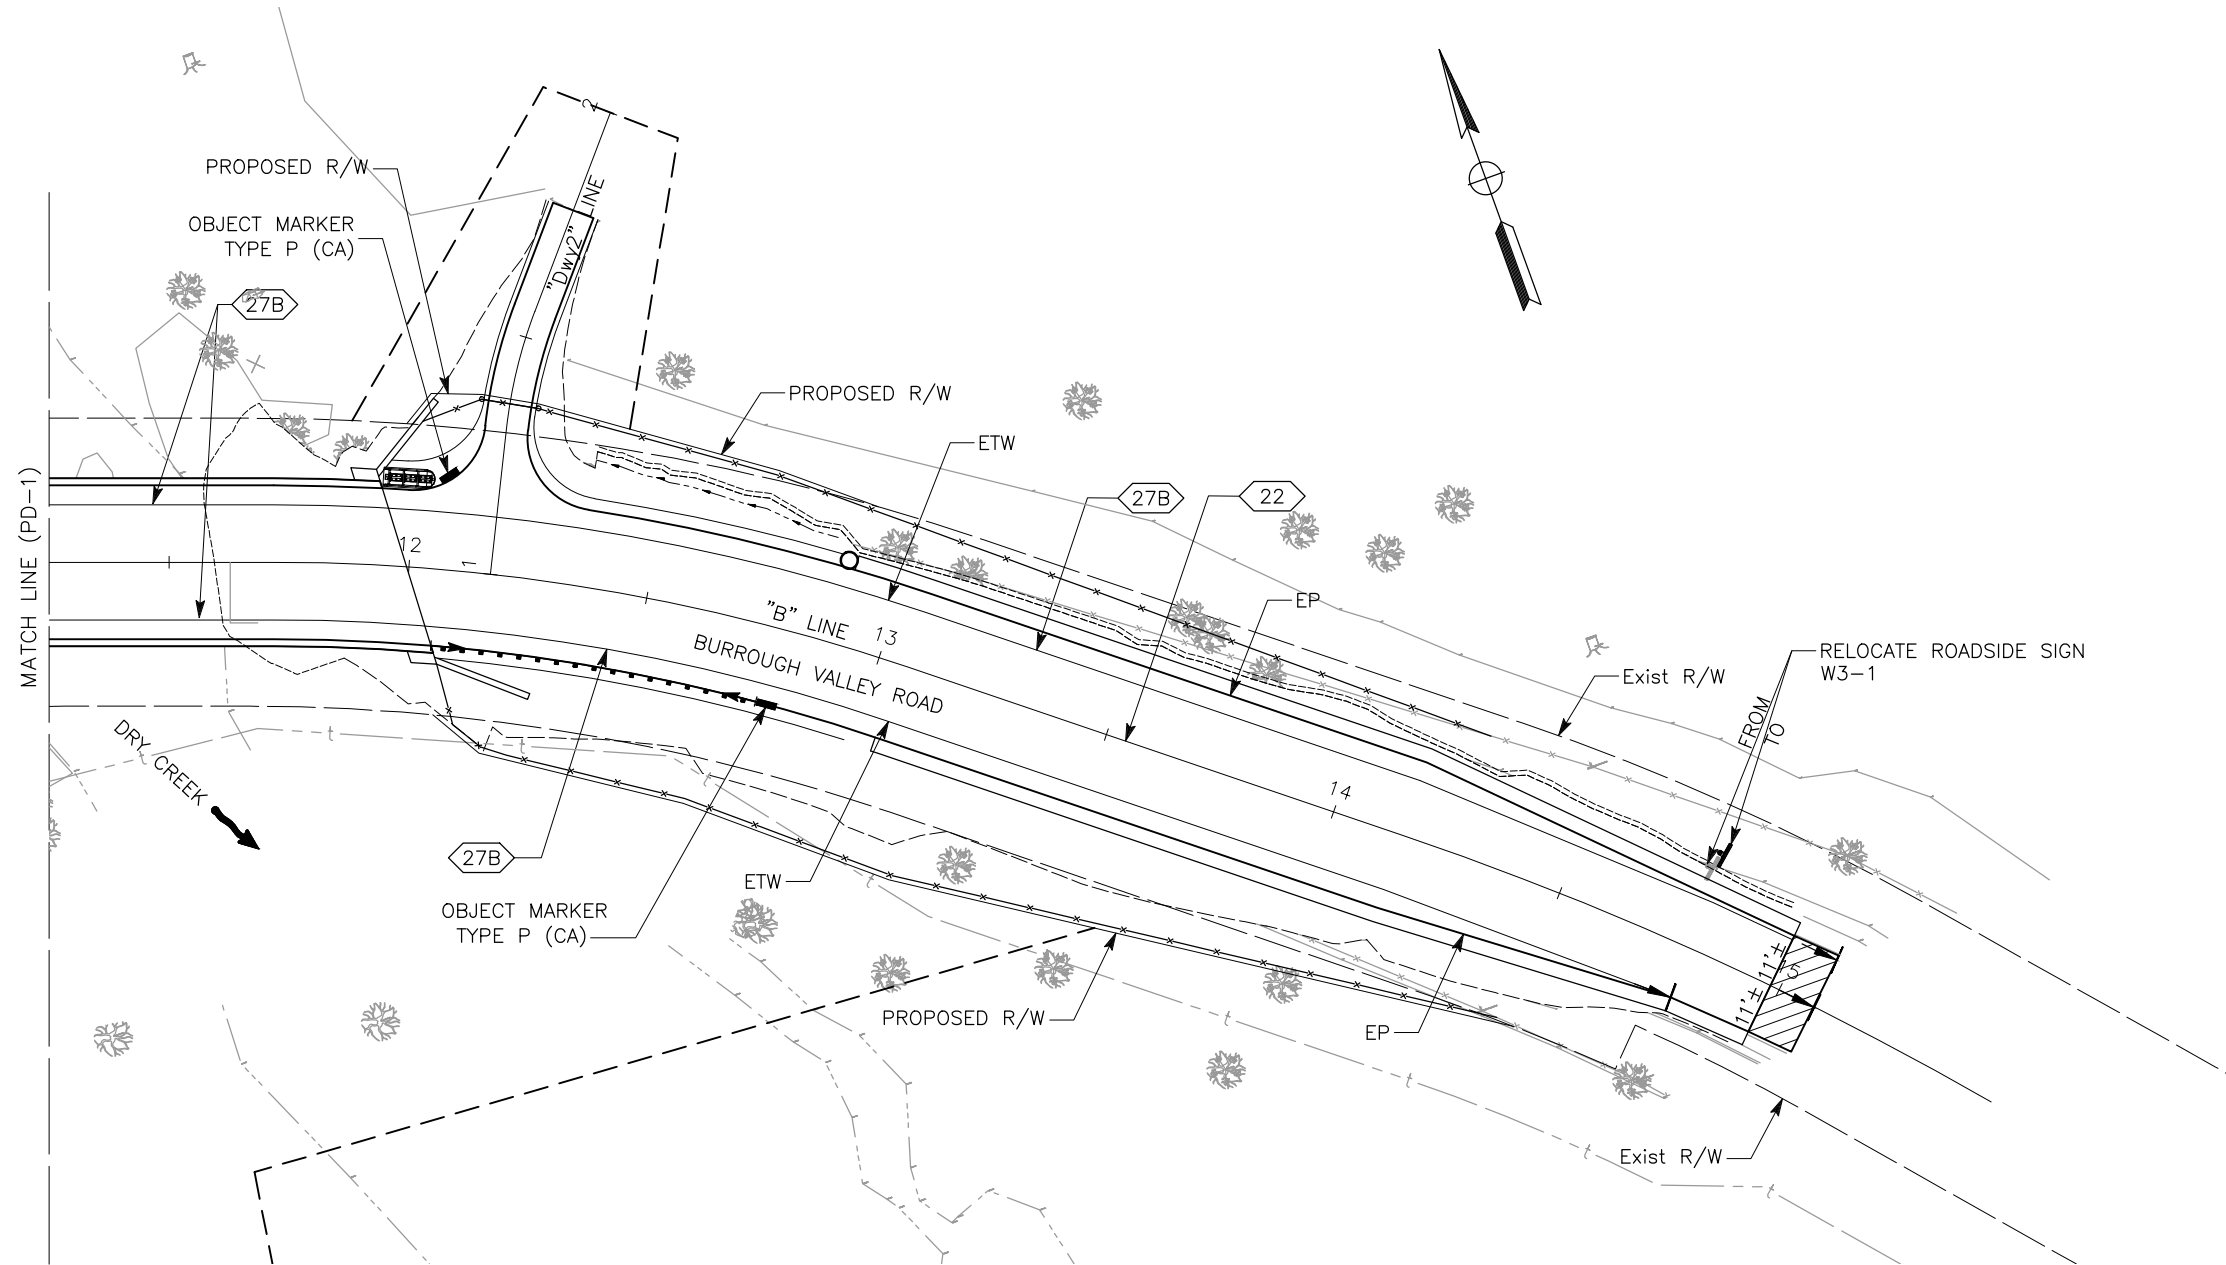 2
PROPOSED R/W
OBJECT MARKER
TYPE P (CA)
"Dwy2" LINE
27B
PROPOSED R/W
ETW
27B
22
MATCH LINE (PD-1)
12
1
"B" LINE
13
BURROUGH VALLEY ROAD
EP
RELOCATE ROADSIDE SIGN
W3-1
Exist R/W
FROM
TO
DRY
CREEK
t
t
t
t
14
27B
ETW
OBJECT MARKER
TYPE P (CA)
t
PROPOSED R/W
EP
11'±
11'±
15
t
t
t
t
Exist R/W